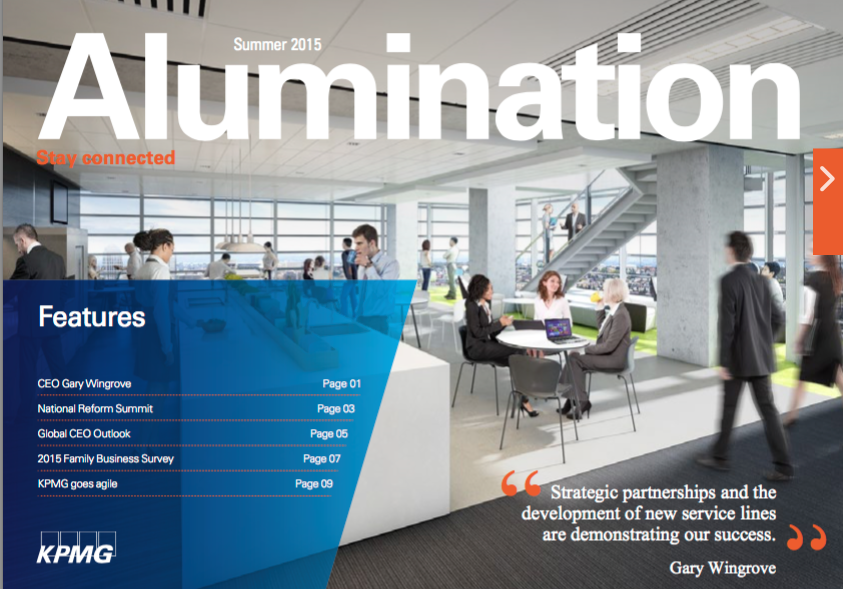 Summer 2015
Alumination
Stay connected
Features
CEO Gary Wingrove Page 01
National Reform Summit Page 03
Global CEO Outlook Page 05
2015 Family Business Survey Page 07
KPMG goes agile Page 09
KPMG
“ Strategic partnerships and the
development of new service lines
are demonstrating our success. ”
Gary Wingrove